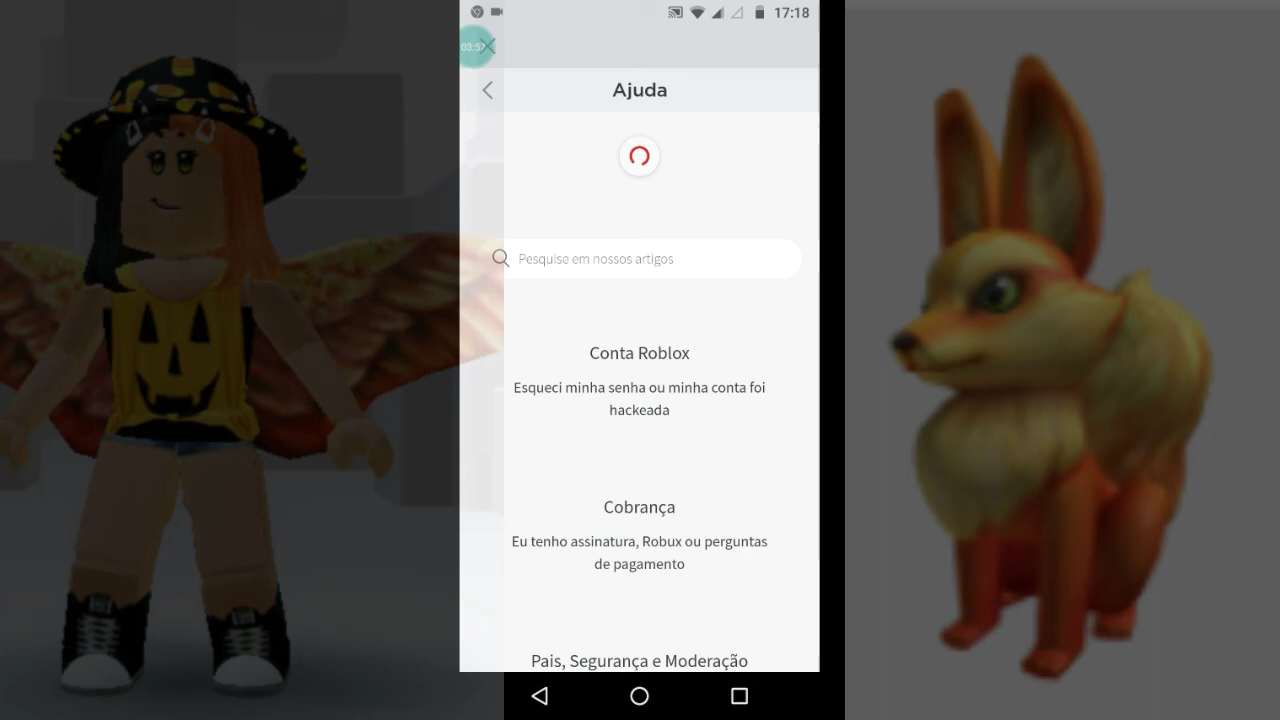 17:18
03:57
Ajuda
Pesquise em nossos artigos
Conta Roblox
Esqueci minha senha ou minha conta foi
hackeada
Cobrança
Eu tenho assinatura, Robux ou perguntas
de pagamento
Pais, Segurança e Moderação